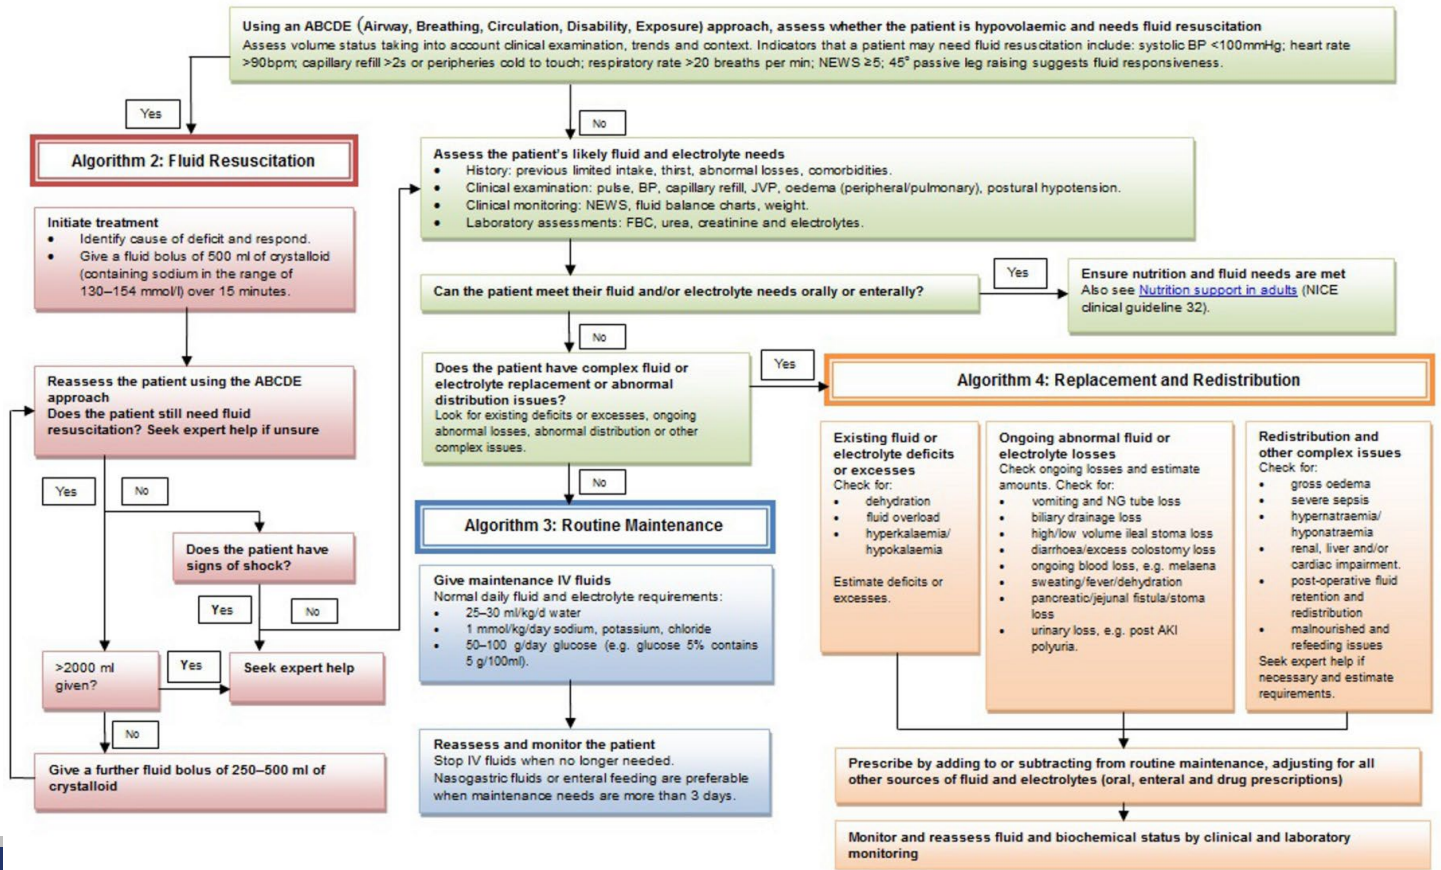 Using an ABCDE (Airway, Breathing, Circulation, Disability, Exposure) approach, assess whether the patient is hypovolaemic and needs fluid resuscitation
Assess volume status taking into account clinical examination, trends and context. Indicators that a patient may need fluid resuscitation include: systolic BP <100mmHg; heart rate
>90bpm; capillary refill >2s or peripheries cold to touch; respiratory rate >20 breaths per min; NEWS ≥5; 45° passive leg raising suggests fluid responsiveness.
Yes
No
Algorithm 2: Fluid Resuscitation
Initiate treatment
• Identify cause of deficit and respond.
• Give a fluid bolus of 500 ml of crystalloid
(containing sodium in the range of
130–154 mmol/l) over 15 minutes.
Reassess the patient using the ABCDE
approach
Does the patient still need fluid
resuscitation? Seek expert help if unsure
Yes
No
Does the patient have
signs of shock?
Yes
No
>2000 ml
given?
Yes
Seek expert help
No
Give a further fluid bolus of 250–500 ml of
crystalloid
Assess the patient's likely fluid and electrolyte needs
• History: previous limited intake, thirst, abnormal losses, comorbidities.
• Clinical examination: pulse, BP, capillary refill, JVP, oedema (peripheral/pulmonary), postural hypotension.
• Clinical monitoring: NEWS, fluid balance charts, weight.
• Laboratory assessments: FBC, urea, creatinine and electrolytes.
Can the patient meet their fluid and/or electrolyte needs orally or enterally?
Yes
Ensure nutrition and fluid needs are met
Also see Nutrition support in adults (NICE
clinical guideline 32).
No
Does the patient have complex fluid or
electrolyte replacement or abnormal
distribution issues?
Look for existing deficits or excesses, ongoing
abnormal losses, abnormal distribution or other
complex issues.
Yes
No
Algorithm 3: Routine Maintenance
Give maintenance IV fluids
Normal daily fluid and electrolyte requirements:
• 25–30 ml/kg/d water
• 1 mmol/kg/day sodium, potassium, chloride
• 50–100 g/day glucose (e.g. glucose 5% contains
5 g/100ml).
Reassess and monitor the patient
Stop IV fluids when no longer needed.
Nasogastric fluids or enteral feeding are preferable
when maintenance needs are more than 3 days.
Algorithm 4: Replacement and Redistribution
Existing fluid or
electrolyte deficits
or excesses
Check for:
• dehydration
• fluid overload
• hyperkalaemia/
hypokalaemia
Estimate deficits or
excesses.
Ongoing abnormal fluid or
electrolyte losses
Check ongoing losses and estimate
amounts. Check for:
• vomiting and NG tube loss
• biliary drainage loss
• high/low volume ileal stoma loss
• diarrhoea/excess colostomy loss
• ongoing blood loss, e.g. melaena
• sweating/fever/dehydration
• pancreatic/jejunal fistula/stoma
loss
• urinary loss, e.g. post AKI
polyuria.
Redistribution and
other complex issues
Check for:
• gross oedema
• severe sepsis
• hypernatraemia/
hyponatraemia
• renal, liver and/or
cardiac impairment.
• post-operative fluid
retention and
redistribution
• malnourished and
refeeding issues
Seek expert help if
necessary and estimate
requirements.
Prescribe by adding to or subtracting from routine maintenance, adjusting for all
other sources of fluid and electrolytes (oral, enteral and drug prescriptions)
Monitor and reassess fluid and biochemical status by clinical and laboratory
monitoring